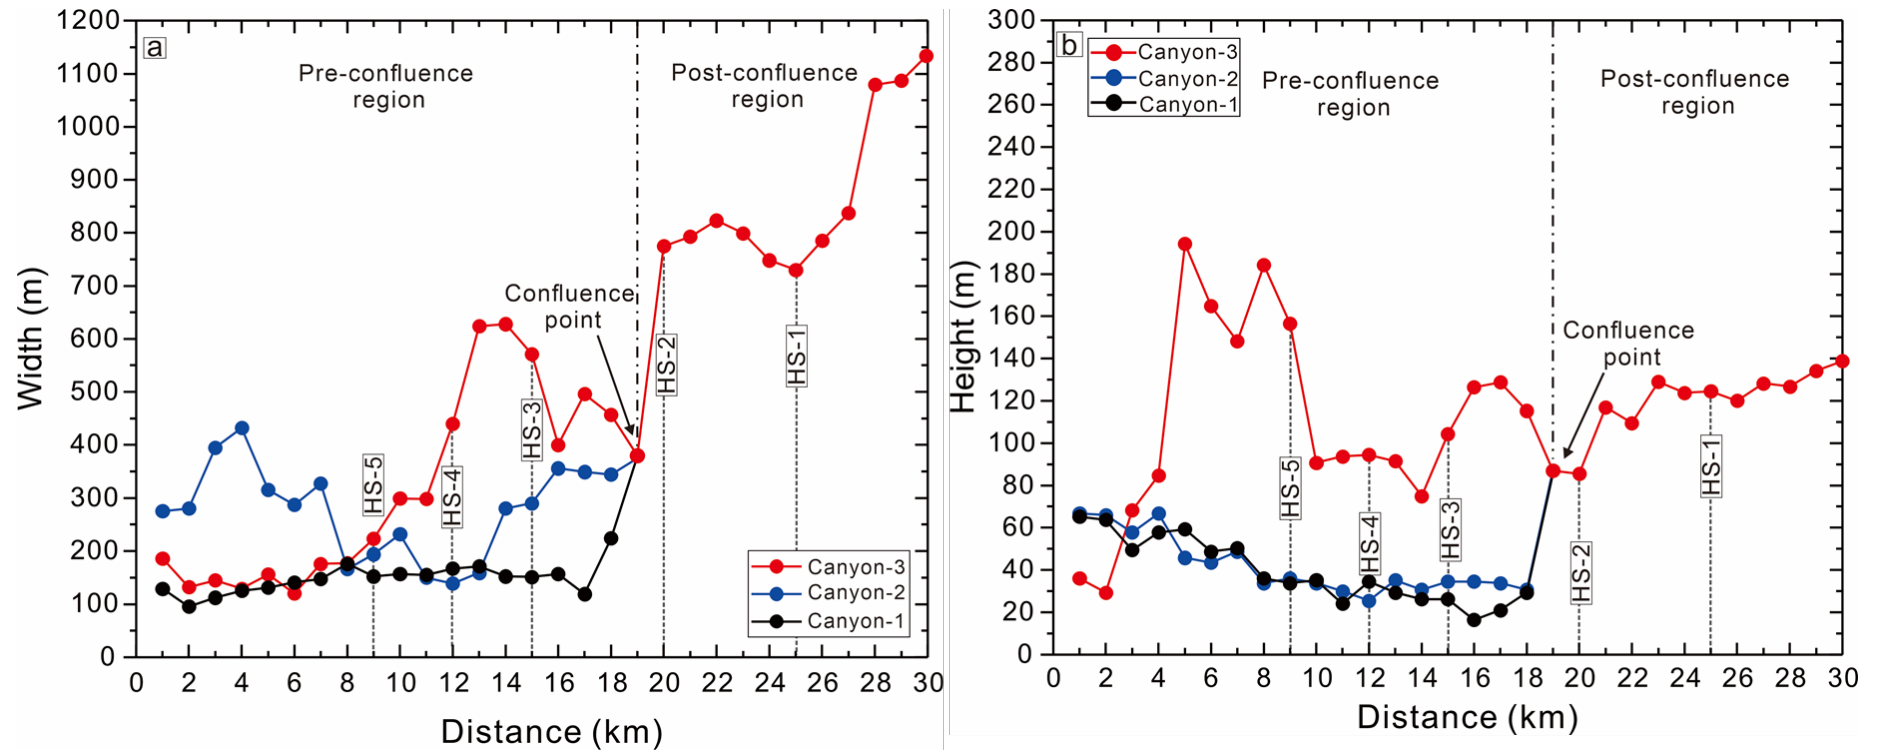 a
Pre-confluence
region
Post-confluence
region
Confluence
point
HS-5
HS-4
HS-3
HS-2
HS-1
Canyon-3
Canyon-2
Canyon-1
Width (m)
1200
1100
1000
900
800
700
600
500
400
300
200
100
0
0 2 4 6 8 10 12 14 16 18 20 22 24 26 28 30
Distance (km)
b
Canyon-3
Canyon-2
Canyon-1
Pre-confluence
region
Post-confluence
region
Confluence
point
HS-5
HS-4
HS-3
HS-2
HS-1
Height (m)
300
280
260
240
220
200
180
160
140
120
100
80
60
40
20
0
0 2 4 6 8 10 12 14 16 18 20 22 24 26 28 30
Distance (km)